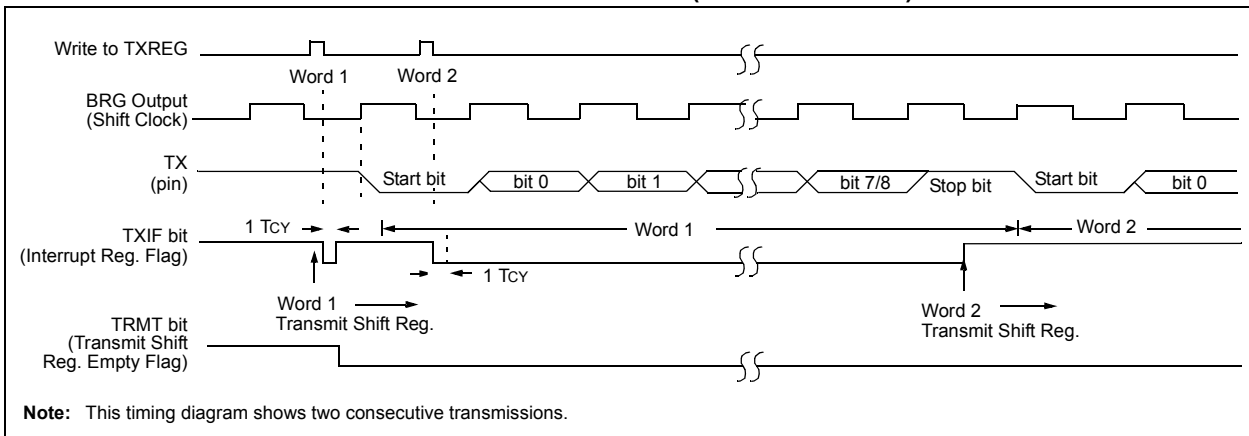 Write to TXREG
Word 1
Word 2
BRG Output
(Shift Clock)
TX
(pin)
Start bit
bit 0
bit 1
bit 7/8
Stop bit
Start bit
bit 0
1 TCY
Word 1
Word 2
TXIF bit
(Interrupt Reg. Flag)
1 TCY
Word 1
Transmit Shift Reg.
Word 2
Transmit Shift Reg.
TRMT bit
(Transmit Shift
Reg. Empty Flag)
Note: This timing diagram shows two consecutive transmissions.